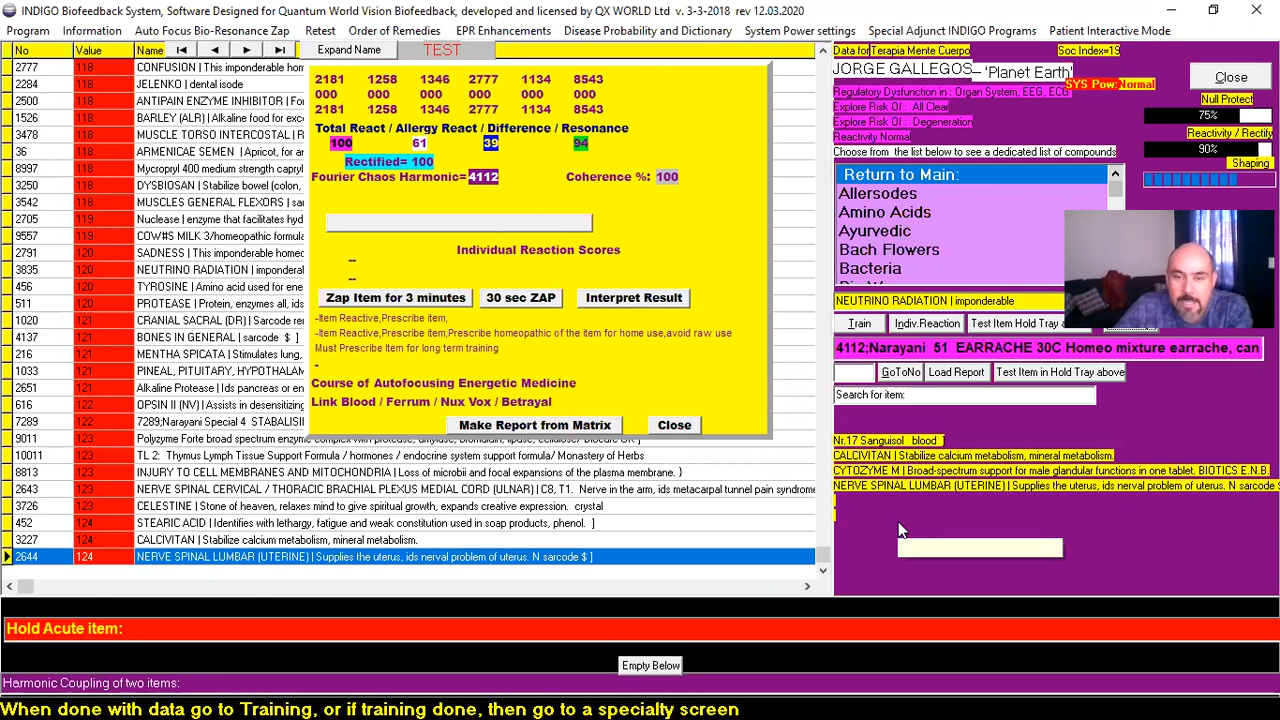 INDIGO Biofeedback System, Software Designed for Quantum World Vision Biofeedback, developed and licensed by QX WORLD Ltd v. 3-3-2018 rev 12.03.2020
Program Information Auto Focus Bio-Resonance Zap Retest Order of Remedies EPR Enhancements Disease Probability and Dictionary System Power settings Special Adjunct INDIGO Programs Patient Interactive Mode
No Value Name Expand Name TEST
2777 118 CONFUSION | This imponderable hom
2284 118 JELENKO | dental isode
2500 118 ANTIPAIN ENZYME INHIBITOR | Fo
1526 118 BARLEY (ALR) | Alkaline food for exce
3478 118 MUSCLE TORSO INTERCOSTAL |
36 118 ARMENICAL SEMEN | Apricot, for an
8997 118 Mycopryl 400 medium strength capryl
3250 118 DYSBIOSAN | Stabilize bowel (colon,
3542 118 MUSCLES GENERAL FLEXORS | sa
2705 119 Nuclease | enzyme that facilitates hyd
9557 119 COW#S MILK 3/homeopathic formula
2791 120 SADNESS | This imponderable homeo
3835 120 NEUTRINO RADIATION | imponderabl
456 120 TYROSINE | Amino acid used for ene
511 120 PROTEASE | Protein, enzymes all, ids
1020 121 CRANIAL SACRAL (DR) | Sarcode re
4137 121 BONES IN GENERAL | sarcode $ ]
216 121 MENTHA SPICATA | Stimulates lung,
1033 121 PINEAL, PITUITARY, HYPOTHALAM
2651 121 Alkaline Protease | Ids pancreas or en
616 122 OPSIN II (NV) | Assists in desensitizing
7289 122 7289;Narayani Special 4 STABALISI
9011 123 Polyzyme Forte broad spectrum enzyme complex with protease, amylase, bromalain, lipase, cellulose/ Biocare UK ]
10011 123 TL 2: Thymus Lymph Tissue Support Formula / hormones / endocrine system support formula / Monastery of Herbs
8813 123 INJURY TO CELL MEMBRANES AND MITOCHONDRIA | Loss of microbii and focal expansions of the plasma membrane. }
2643 123 NERVE SPINAL CERVICAL / THORACIC BRACHIAL PLEXUS MEDIAL CORD (ULNAR) | C8, T1. Nerve in the arm, ids metacarpal tunnel pain syndrome
3726 123 CELESTINE | Stone of heaven, relaxes mind to give spiritual growth, expands creative expression. crystal
452 124 STEARIC ACID | Identifies with lethargy, fatigue and weak constitution used in soap products, phenol. ]
3227 124 CALCIVITAN | Stabilize calcium metabolism, mineral metabolism.
2644 124 NERVE SPINAL LUMBAR (UTERINE) | Supplies the uterus, ids nerval problem of uterus. N sarcode $ ]
2181 1258 1346 2777 1134 8543
000 000 000 000 000 000
2181 1258 1346 2777 1134 8543
Total React / Allergy React / Difference / Resonance
100 61 39 94
Rectified= 100
Fourier Chaos Harmonic= 4112 Coherence %: 100
Individual Reaction Scores
--
--
Zap Item for 3 minutes 30 sec ZAP Interpret Result
-Item Reactive,Prescribe item,
-Item Reactive,Prescribe item,Prescribe homeopathic of the item for home use,avoid raw use
Must Prescribe Item for long term training
-
Course of Autofocusing Energetic Medicine
Link Blood / Ferrum / Nux Vox / Betrayal
Make Report from Matrix Close
Data for Terapia Mente Cuerpo Soc Index=19
JORGE GALLEGOS – 'Planet Earth'
SYS Pow:Normal
Close
Regulatory Dysfunction in : Organ System, EEG, ECG
Explore Risk Of : All Clear
Explore Risk Of : Degeneration
Reactivity Normal
Null Protect
75%
Reactivity / Rectify
90%
Shaping
Choose from the list below to see a dedicated list of compounds
Return to Main:
Allersodes
Amino Acids
Ayurvedic
Bach Flowers
Bacteria
NEUTRINO RADIATION | imponderable
Train Indiv.Reaction Test Item Hold Tray a
4112;Narayani 51 EARRACHE 30C Homeo mixture earrache, can
GoToNo Load Report Test Item in Hold Tray above
Search for item:
Nr.17 Sanguisol blood ]
CALCIVITAN | Stabilize calcium metabolism, mineral metabolism.
CYTOZYME M | Broad-spectrum support for male glandular functions in one tablet. BIOTICS E.N.B.
NERVE SPINAL LUMBAR (UTERINE) | Supplies the uterus, ids nerval problem of uterus. N sarcode $
Hold Acute item:
Empty Below
Harmonic Coupling of two items:
When done with data go to Training, or if training done, then go to a specialty screen